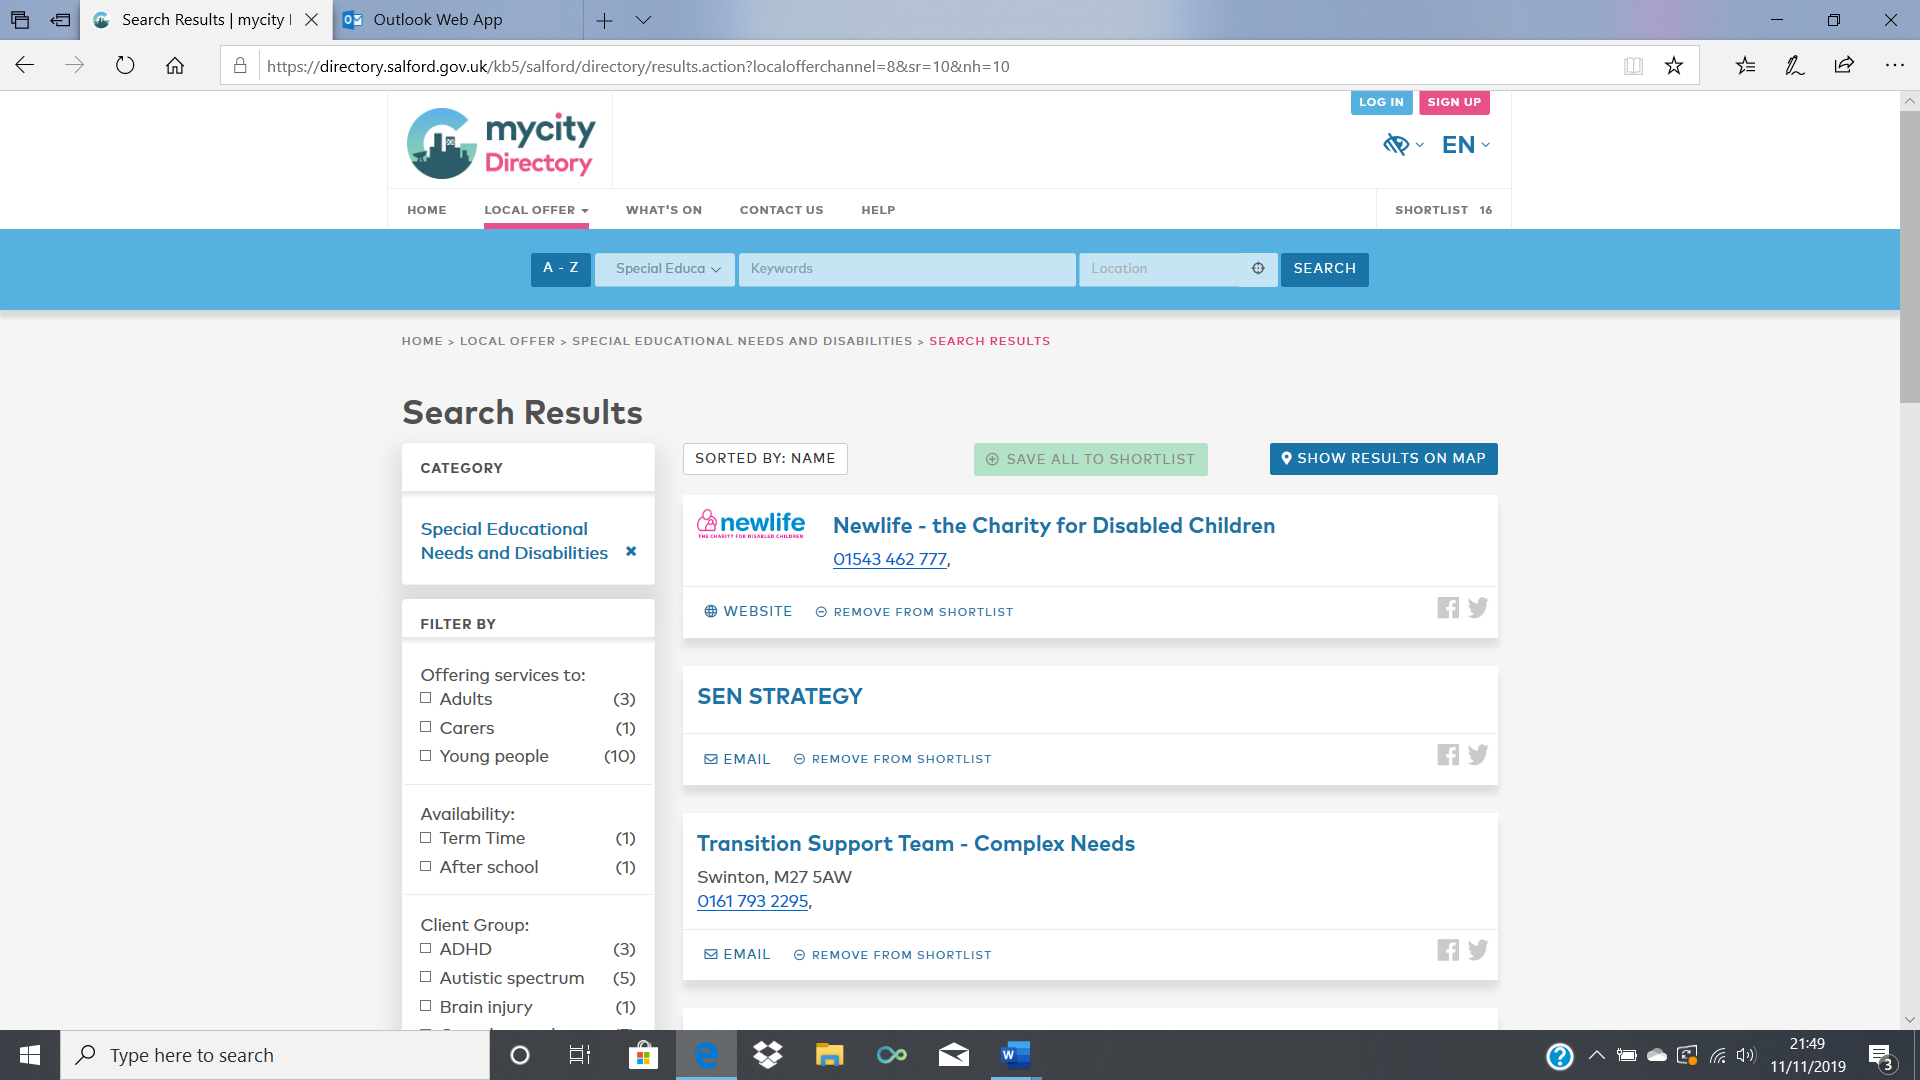 Search Results | mycity
Outlook Web App
https://directory.salford.gov.uk/kb5/salford/directory/results.action?localofferchannel=8&sr=10&nh=10
LOG IN
SIGN UP
mycity
Directory
EN
HOME
LOCAL OFFER
WHAT'S ON
CONTACT US
HELP
SHORTLIST 16
A - Z
Special Educa
Keywords
Location
SEARCH
HOME > LOCAL OFFER > SPECIAL EDUCATIONAL NEEDS AND DISABILITIES > SEARCH RESULTS
Search Results
CATEGORY
Special Educational
Needs and Disabilities
FILTER BY
Offering services to:
Adults (3)
Carers (1)
Young people (10)
Availability:
Term Time (1)
After school (1)
Client Group:
ADHD (3)
Autistic spectrum (5)
Brain injury (1)
SORTED BY: NAME
SAVE ALL TO SHORTLIST
SHOW RESULTS ON MAP
newlife
THE CHARITY FOR DISABLED CHILDREN
Newlife - the Charity for Disabled Children
01543 462 777,
WEBSITE
REMOVE FROM SHORTLIST
SEN STRATEGY
EMAIL
REMOVE FROM SHORTLIST
Transition Support Team - Complex Needs
Swinton, M27 5AW
0161 793 2295,
EMAIL
REMOVE FROM SHORTLIST
Type here to search
21:49
11/11/2019
3